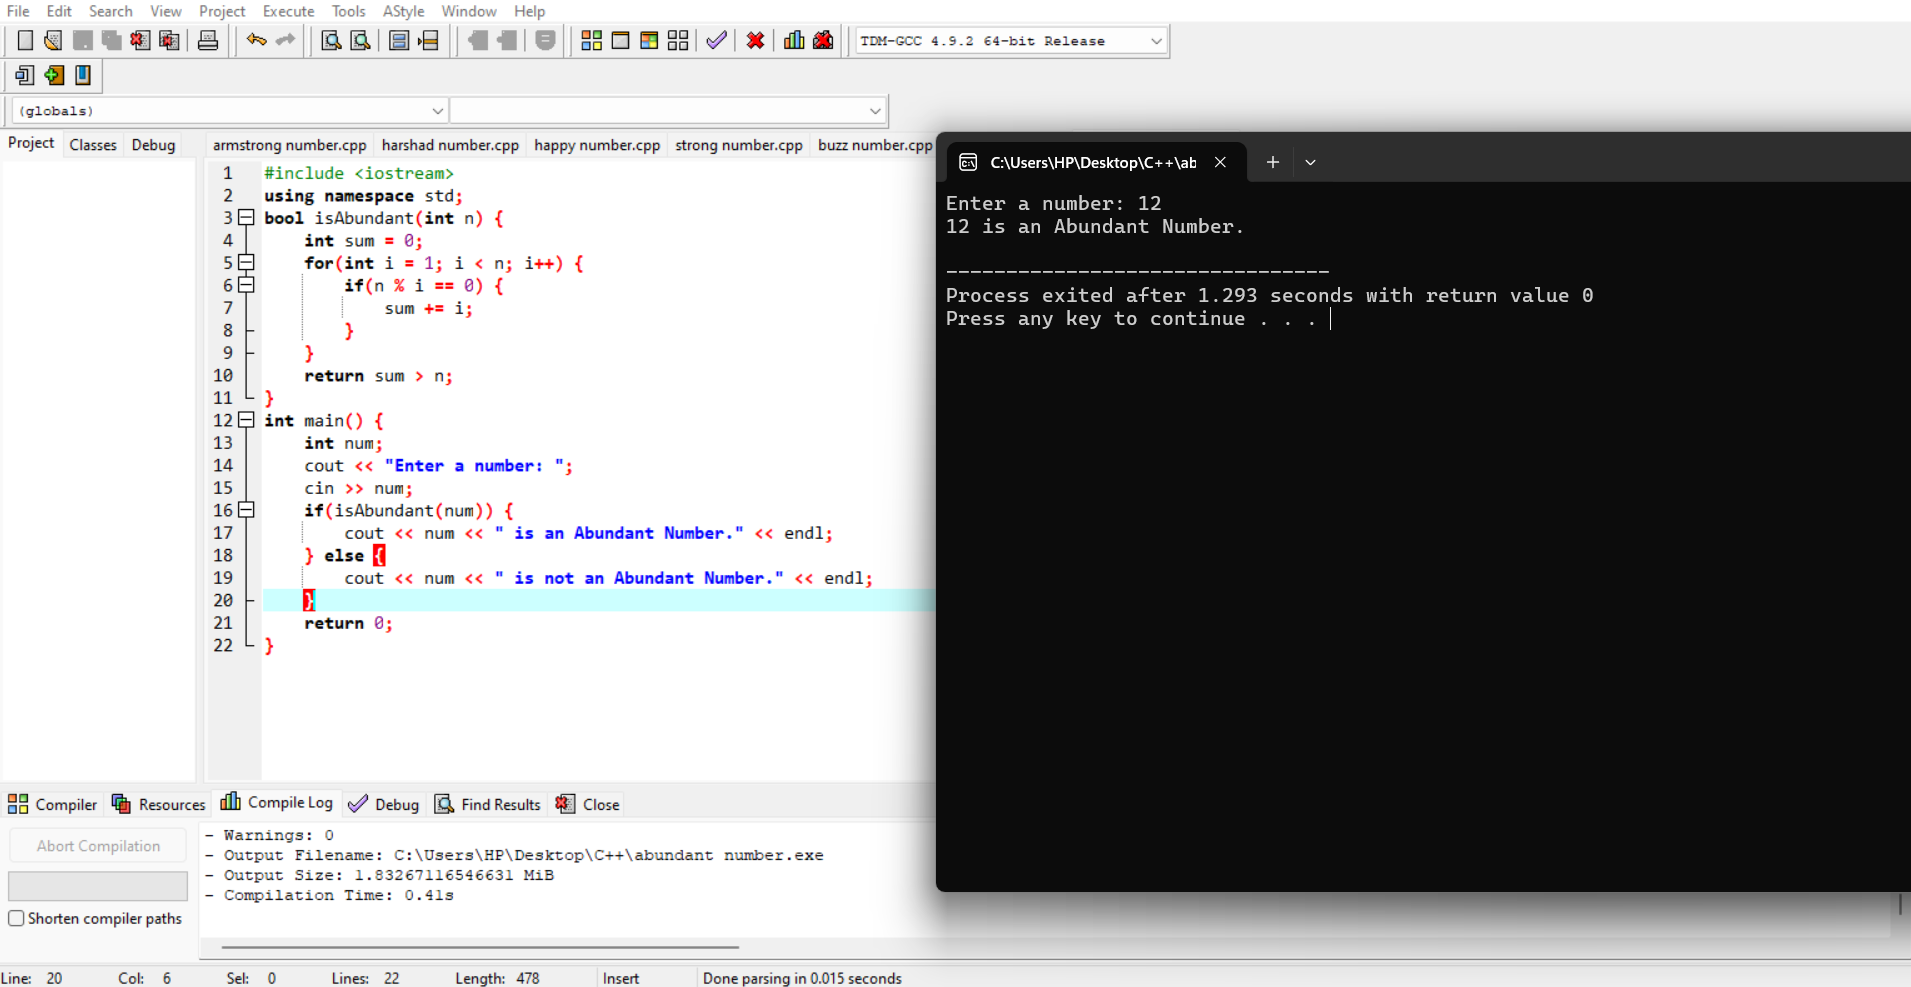 File Edit Search View Project Execute Tools AStyle Window Help
TDM-GCC 4.9.2 64-bit Release
(globals)
Project Classes Debug
armstrong number.cpp harshad number.cpp happy number.cpp strong number.cpp buzz number.cpp
1 #include <iostream>
2 using namespace std;
3 bool isAbundant(int n) {
4 int sum = 0;
5 for(int i = 1; i < n; i++) {
6 if(n % i == 0) {
7 sum += i;
8 }
9 }
10 return sum > n;
11 }
12 int main() {
13 int num;
14 cout << "Enter a number: ";
15 cin >> num;
16 if(isAbundant(num)) {
17 cout << num << " is an Abundant Number." << endl;
18 } else {
19 cout << num << " is not an Abundant Number." << endl;
20 }
21 return 0;
22 }
C:\Users\HP\Desktop\C++\ab
Enter a number: 12
12 is an Abundant Number.
--------------------------------
Process exited after 1.293 seconds with return value 0
Press any key to continue . . .
Compiler Resources Compile Log Debug Find Results Close
Abort Compilation
Shorten compiler paths
- Warnings: 0
- Output Filename: C:\Users\HP\Desktop\C++\abundant number.exe
- Output Size: 1.83267116546631 MiB
- Compilation Time: 0.41s
Line: 20 Col: 6 Sel: 0 Lines: 22 Length: 478 Insert Done parsing in 0.015 seconds